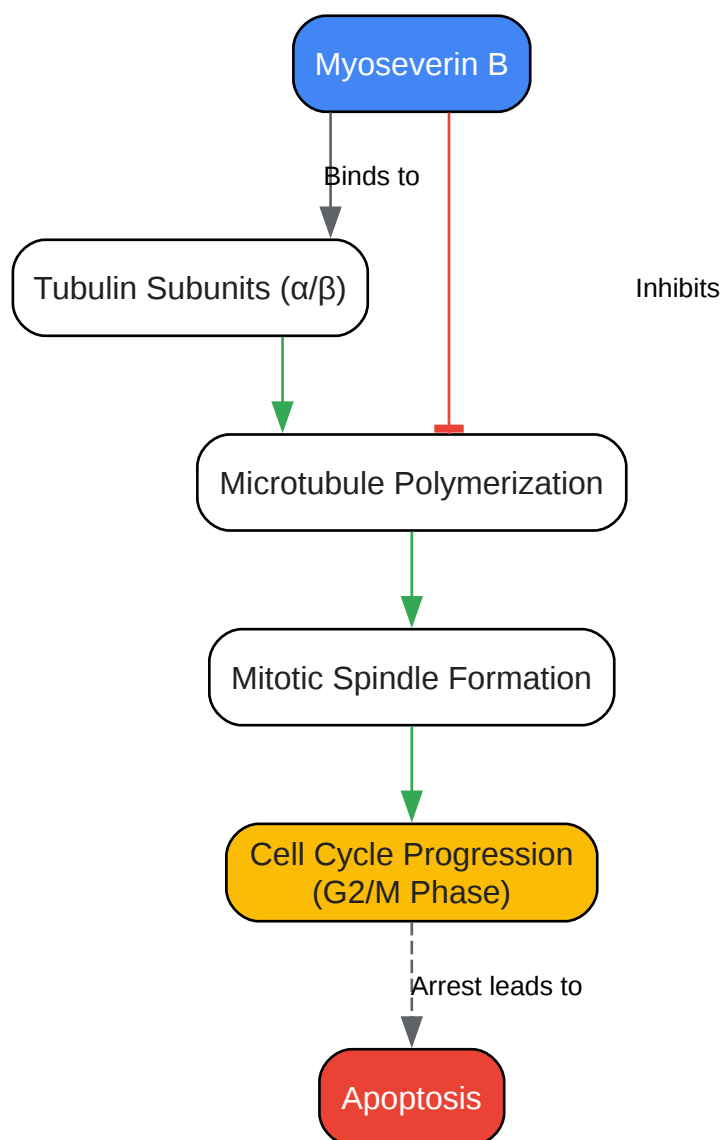 Myoseverin B
Binds to
Tubulin Subunits (α/β)
Inhibits
Microtubule Polymerization
Mitotic Spindle Formation
Cell Cycle Progression
(G2/M Phase)
Arrest leads to
Apoptosis